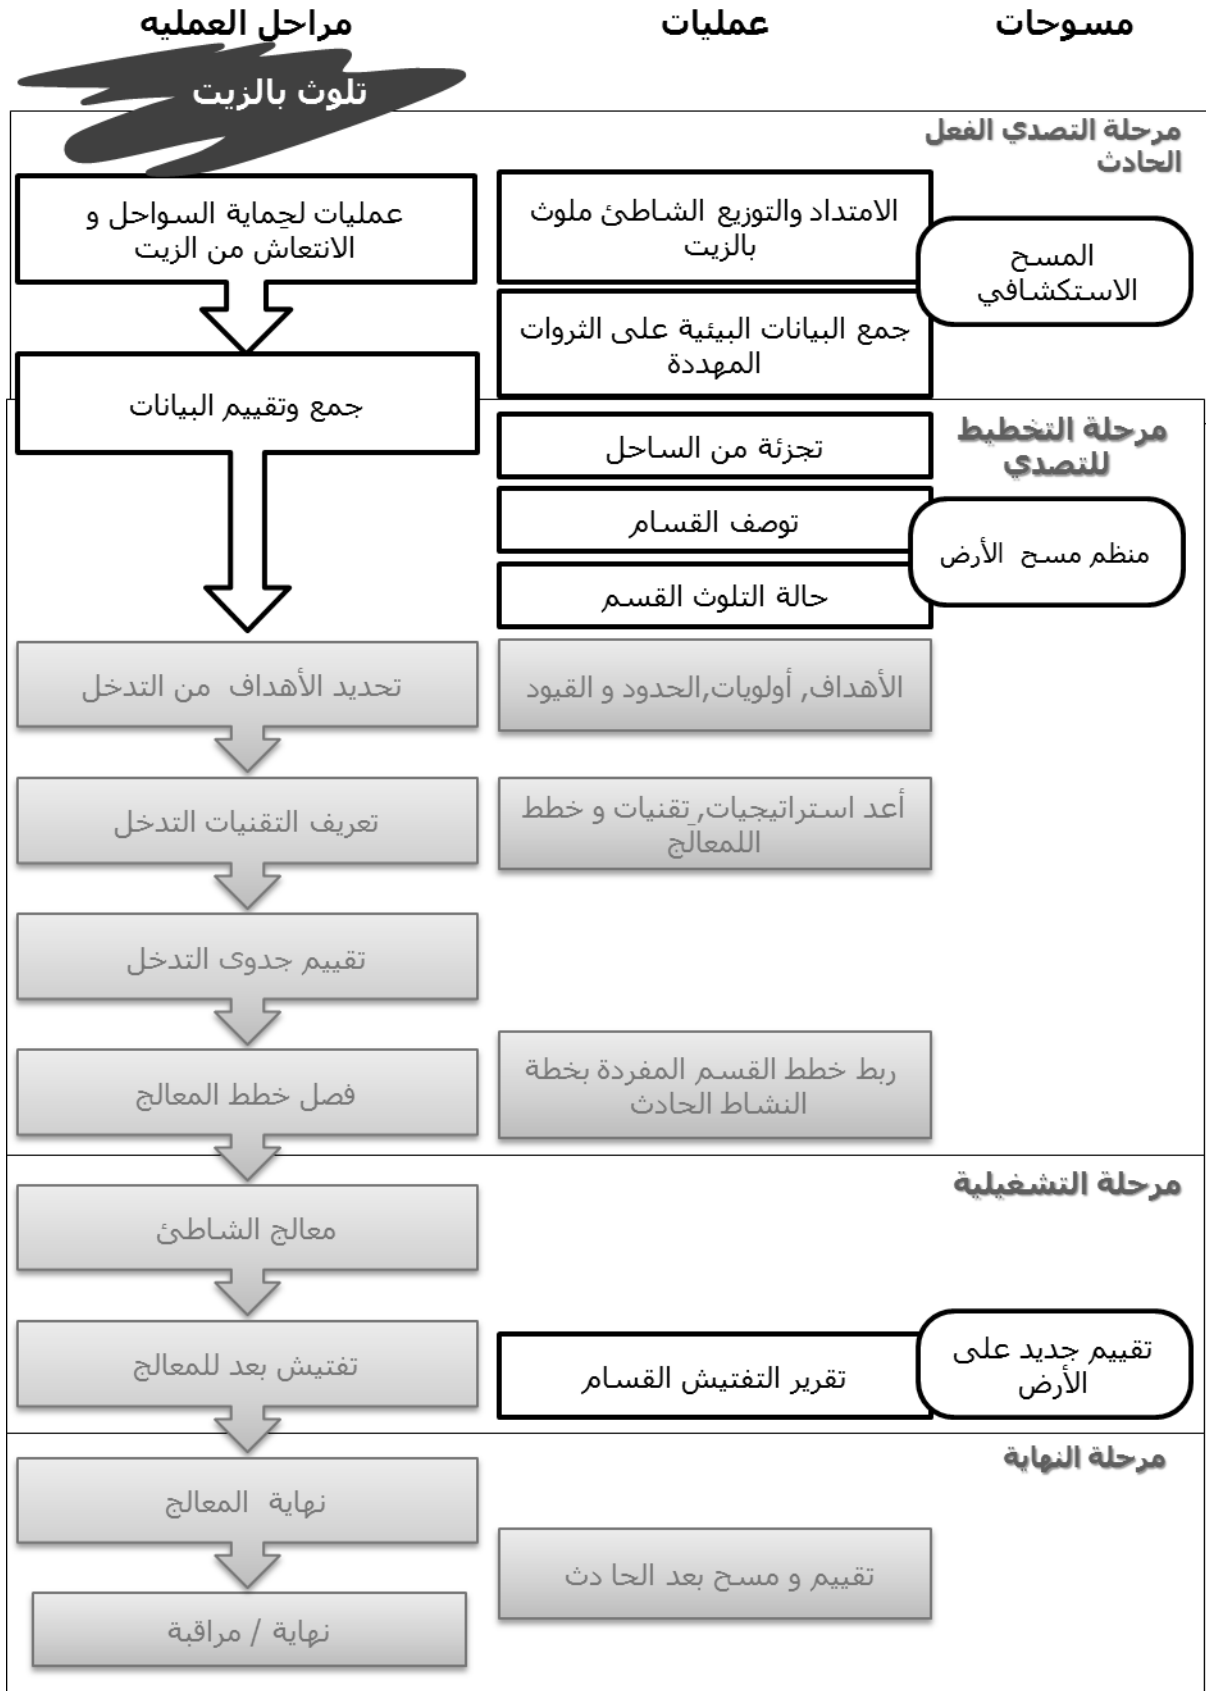 مسوحات
عمليات
مراحل العمليه
تلوث بالزيت
مرحلة التصدي الفعل
الحادث
المسح
الاستكشافي
الامتداد والتوزيع الشاطئ ملوث
بالزيت
عمليات لحماية السواحل و
الانتعاش من الزيت
جمع البيانات البيئية على الثروات
المهددة
جمع وتقييم البيانات
مرحلة التخطيط
للتصدي
تجزئة من الساحل
منظم مسح الأرض
توصف القسام
حالة التلوث القسم
الأهداف, أولويات,الحدود و القيود
تحديد الأهداف من التدخل
أعد استراتيجيات,تقنيات و خطط
اللمعالج
تعريف التقنيات التدخل
تقييم جدوى التدخل
ربط خطط القسم المفردة بخطة
النشاط الحادث
فصل خطط المعالج
مرحلة التشغيلية
معالج الشاطئ
تقييم جديد على
الأرض
تقرير التفتيش القسام
تفتيش بعد للمعالج
مرحلة النهاية
نهاية المعالج
تقييم و مسح بعد الحا دث
نهاية / مراقبة